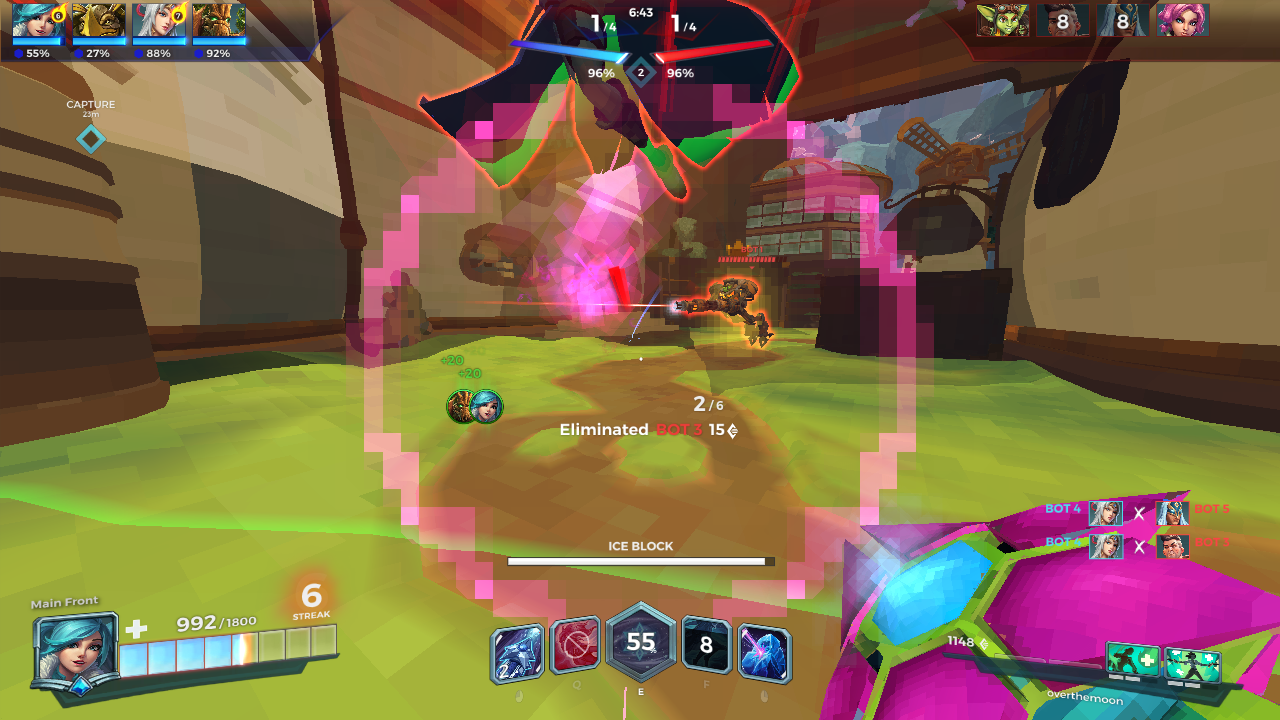 6
7
55%
27%
88%
92%
1/4
6:43
1/4
96%
2
96%
8
8
CAPTURE
23m
+20
+20
2/6
Eliminated BOT 3 15
BOT 4
BOT 5
ICE BLOCK
Main Front
992/1800
6
STREAK
2
55%
8
Q
E
F
1148
overthemoon